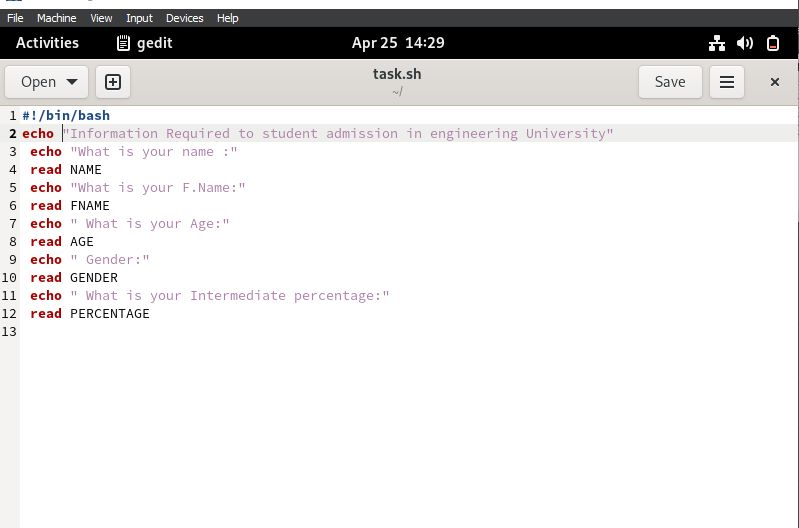 File Machine View Input Devices Help
Activities gedit Apr 25 14:29
Open task.sh Save
~/
1 #!/bin/bash
2 echo "Information Required to student admission in engineering University"
3 echo "What is your name :"
4 read NAME
5 echo "What is your F.Name:"
6 read FNAME
7 echo " What is your Age:"
8 read AGE
9 echo " Gender:"
10 read GENDER
11 echo " What is your Intermediate percentage:"
12 read PERCENTAGE
13